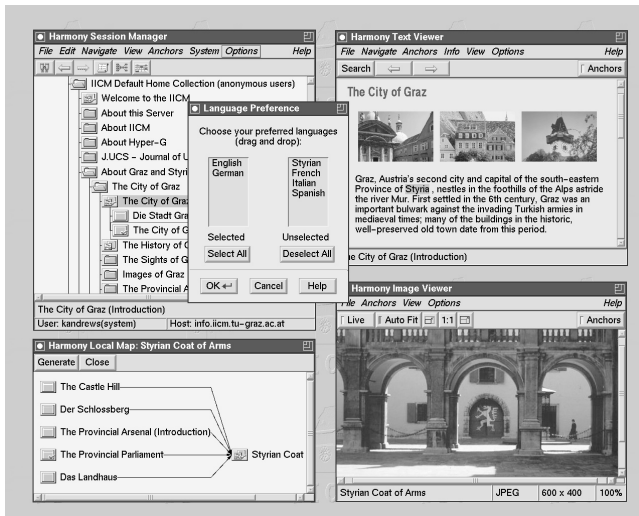 Harmony Session Manager
File Edit Navigate View Anchors System Options Help
IICM Default Home Collection (anonymous users)
Welcome to the IICM
About this Server
About IICM
About Hyper-G
J.UCS - Journal of U
About Graz and Styri
The City of Graz
The City of Graz
Die Stadt Gra
The City of G
The History of G
The Sights of G
Images of Graz
The Provincial A
The City of Graz (Introduction)
User: kandrews(system) Host: info.iicm.tu-graz.ac.at
Language Preference
Choose your preferred languages
(drag and drop):
English
German
Styrian
French
Italian
Spanish
Selected Unselected
Select All Deselect All
OK Cancel Help
Harmony Text Viewer
File Navigate Anchors Info View Options Help
Search Anchors
The City of Graz
Graz, Austria's second city and capital of the south-eastern
Province of Styria , nestles in the foothills of the Alps astride
the river Mur. First settled in the 6th century, Graz was an
important bulwark against the invading Turkish armies in
mediaeval times; many of the buildings in the historic,
well-preserved old town date from this period.
he City of Graz (Introduction)
Harmony Image Viewer
File Anchors View Options Help
Live Auto Fit 1:1 Anchors
Styrian Coat of Arms JPEG 600 x 400 100%
Harmony Local Map: Styrian Coat of Arms
Generate Close
The Castle Hill
Der Schlossberg
The Provincial Arsenal (Introduction)
The Provincial Parliament
Das Landhaus
Styrian Coat